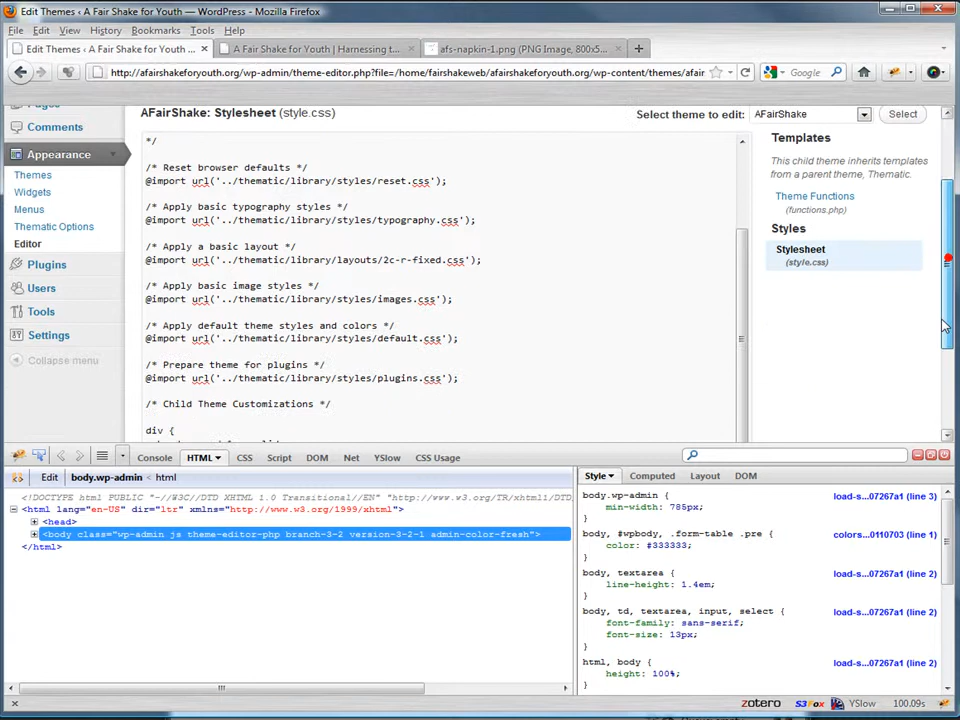 Edit Themes ‹ A Fair Shake for Youth — WordPress - Mozilla Firefox
File Edit View History Bookmarks Tools Help
Edit Themes ‹ A Fair Shake for Youth ... ×
A Fair Shake for Youth | Harnessing t... ×
afs-napkin-1.png (PNG Image, 800x5... ×
http://afairshakeforyouth.org/wp-admin/theme-editor.php?file=/home/fairshakeweb/afairshakeforyouth.org/wp-content/themes/afair
Google
Pages
Comments
Appearance
Themes
Widgets
Menus
Thematic Options
Editor
Plugins
Users
Tools
Settings
Collapse menu
AFairShake: Stylesheet (style.css)
Select theme to edit: AFairShake Select
*/
/* Reset browser defaults */
@import url('../thematic/library/styles/reset.css');
/* Apply basic typography styles */
@import url('../thematic/library/styles/typography.css');
/* Apply a basic layout */
@import url('../thematic/library/layouts/2c-r-fixed.css');
/* Apply basic image styles */
@import url('../thematic/library/styles/images.css');
/* Apply default theme styles and colors */
@import url('../thematic/library/styles/default.css');
/* Prepare theme for plugins */
@import url('../thematic/library/styles/plugins.css');
/* Child Theme Customizations */
div {
Templates
This child theme inherits templates
from a parent theme, Thematic.
Theme Functions
(functions.php)
Styles
Stylesheet
(style.css)
Console HTML CSS Script DOM Net YSlow CSS Usage
Edit body.wp-admin ‹ html
<!DOCTYPE html PUBLIC "-//W3C//DTD XHTML 1.0 Transitional//EN" "http://www.w3.org/TR/xhtml1/DTD/
<html lang="en-US" dir="ltr" xmlns="http://www.w3.org/1999/xhtml">
<head>
<body class="wp-admin js theme-editor-php branch-3-2 version-3-2-1 admin-color-fresh">
</html>
Style Computed Layout DOM
body.wp-admin { load-s...07267a1 (line 3)
min-width: 785px;
}
body, #wpbody, .form-table .pre { colors...0110703 (line 1)
color: #333333;
}
body, textarea { load-s...07267a1 (line 2)
line-height: 1.4em;
}
body, td, textarea, input, select { load-s...07267a1 (line 2)
font-family: sans-serif;
font-size: 13px;
}
html, body { load-s...07267a1 (line 2)
height: 100%;
}
× zotero S3Fox YSlow 100.09s